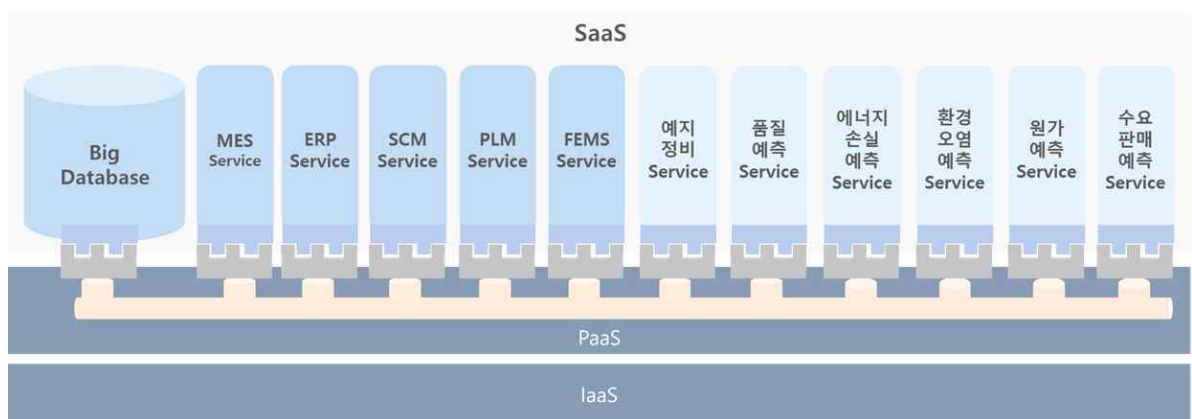 SaaS
Big
Database
MES
Service
ERP
Service
SCM
Service
PLM
Service
FEMS
Service
예지
정비
Service
품질
예측
Service
에너지
손실
예측
Service
환경
오염
예측
Service
원가
예측
Service
수요
판매
예측
Service
PaaS
IaaS